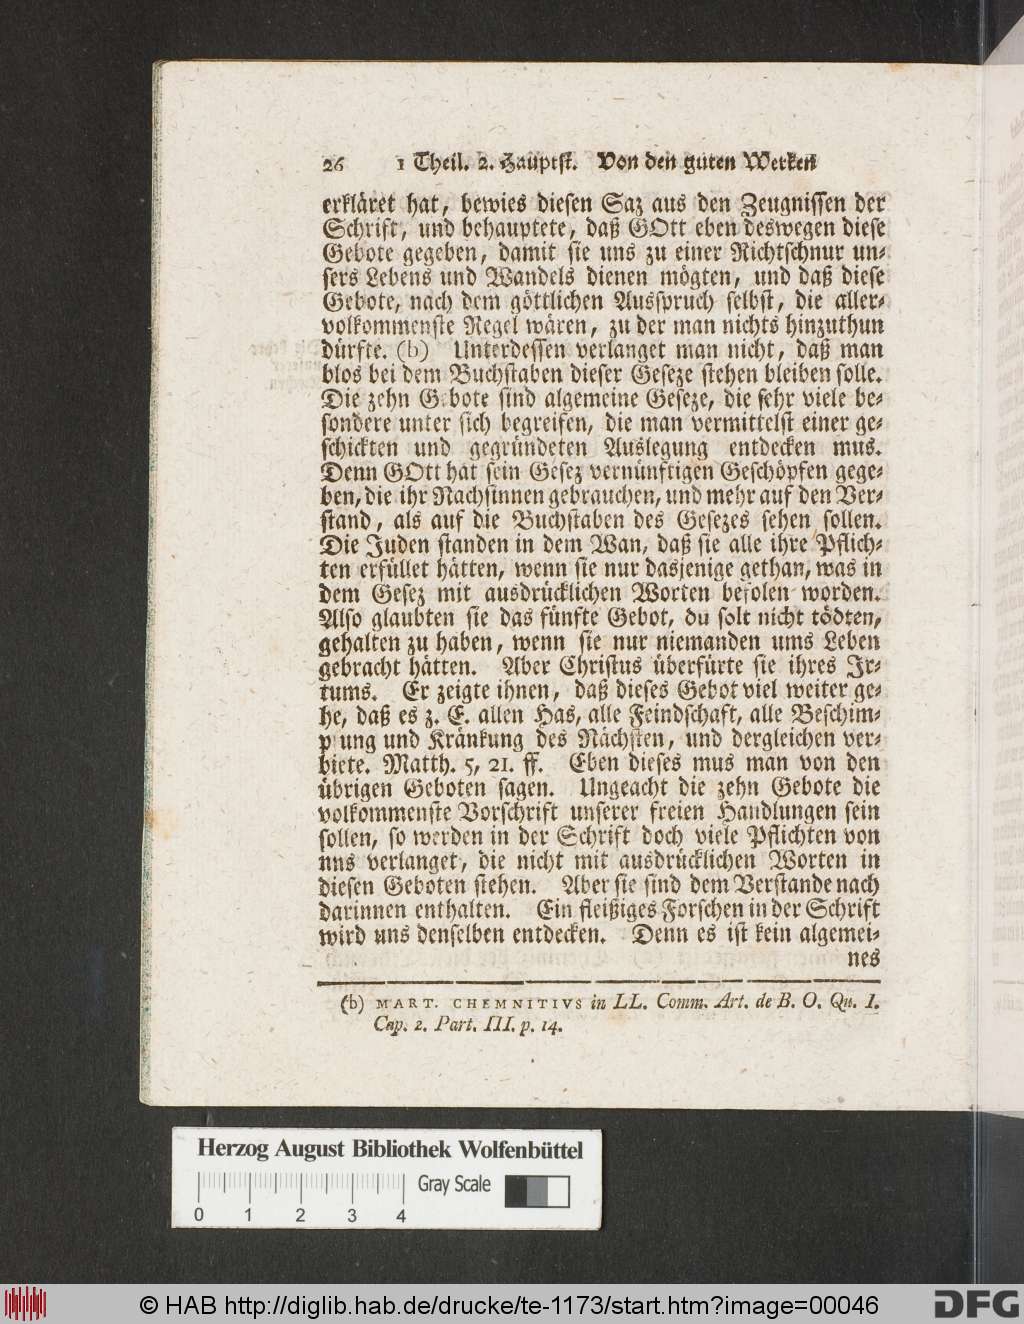 26 1 Theil. 2. Hauptst. Von den guten Werken
erkläret hat, bewies diesen Saz aus den Zeugnissen der
Schrift, und behauptete, daß GOtt eben deswegen diese
Gebote gegeben, damit sie uns zu einer Richtschnur un-
sers Lebens und Wandels dienen mögten, und daß diese
Gebote, nach dem göttlichen Ausspruch selbst, die aller-
volkommenste Regel wären, zu der man nichts hinzuthun
dürfte. (b) Unterdessen verlanget man nicht, daß man
blos bei dem Buchstaben dieser Geseze stehen bleiben solle.
Die zehn Gebote sind algemeine Geseze, die sehr viele be-
sondere unter sich begreifen, die man vermittelst einer ge-
schickten und gegründeten Auslegung entdecken mus.
Denn GOtt hat sein Gesez vernünftigen Geschöpfen gege-
ben, die ihr Nachsinnen gebrauchen, und mehr auf den Ver-
stand, als auf die Buchstaben des Gesezes sehen sollen.
Die Juden standen in dem Wan, daß sie alle ihre Pflich-
ten erfüllet hätten, wenn sie nur dasjenige gethan, was in
dem Gesez mit ausdrücklichen Worten befolen worden.
Also glaubten sie das fünfte Gebot, du solt nicht tödten,
gehalten zu haben, wenn sie nur niemanden ums Leben
gebracht hätten. Aber Christus überfürte sie ihres Ir-
tums. Er zeigte ihnen, daß dieses Gebot viel weiter ge-
he, daß es z. E. allen Has, alle Feindschaft, alle Beschim-
pfung und Kränkung des Nächsten, und dergleichen ver-
biete. Matth. 5, 21. ff. Eben dieses mus man von den
übrigen Geboten sagen. Ungeacht die zehn Gebote die
volkommenste Vorschrift unserer freien Handlungen sein
sollen, so werden in der Schrift doch viele Pflichten von
uns verlanget, die nicht mit ausdrücklichen Worten in
diesen Geboten stehen. Aber sie sind dem Verstande nach
darinnen enthalten. Ein fleißiges Forschen in der Schrift
wird uns denselben entdecken. Denn es ist kein algemei-
nes
(b) MART. CHEMNITIVS in LL. Comm. Art. de B. O. Qu. I.
Cap. 2. Part. III. p. 14.
Herzog August Bibliothek Wolfenbüttel
Gray Scale
0 1 2 3 4
© HAB http://diglib.hab.de/drucke/te-1173/start.htm?image=00046
DFG